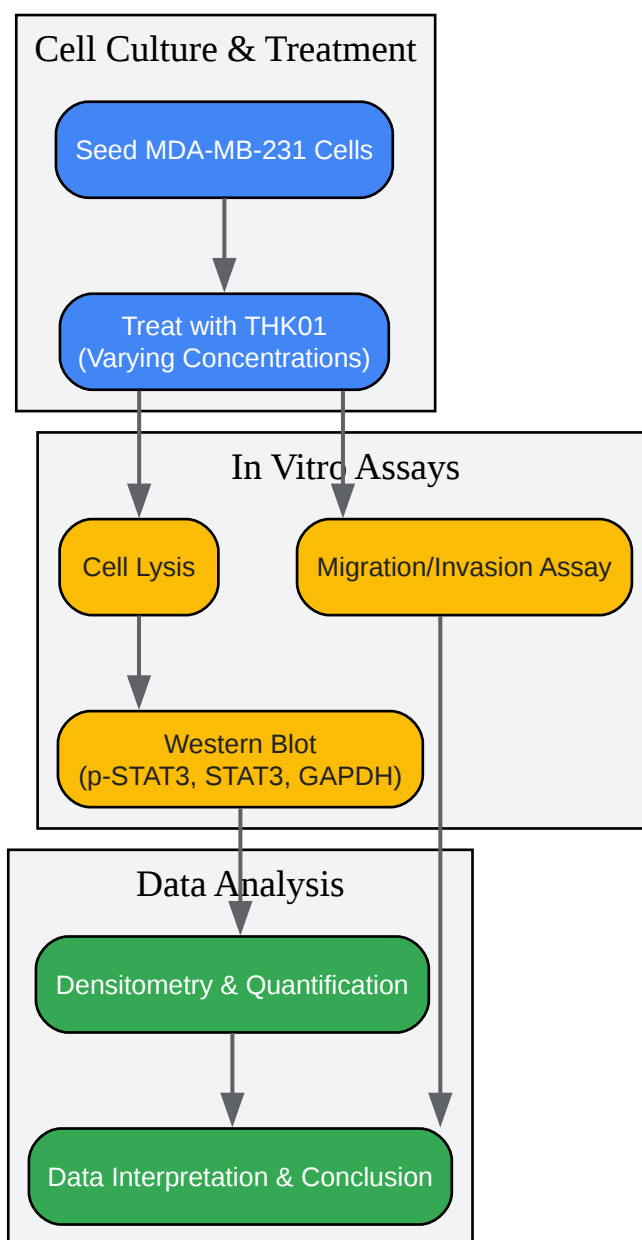 Cell Culture & Treatment
Seed MDA-MB-231 Cells
Treat with THK01
(Varying Concentrations)
In Vitro Assays
Cell Lysis
Migration/Invasion Assay
Western Blot
(p-STAT3, STAT3, GAPDH)
Data Analysis
Densitometry & Quantification
Data Interpretation & Conclusion